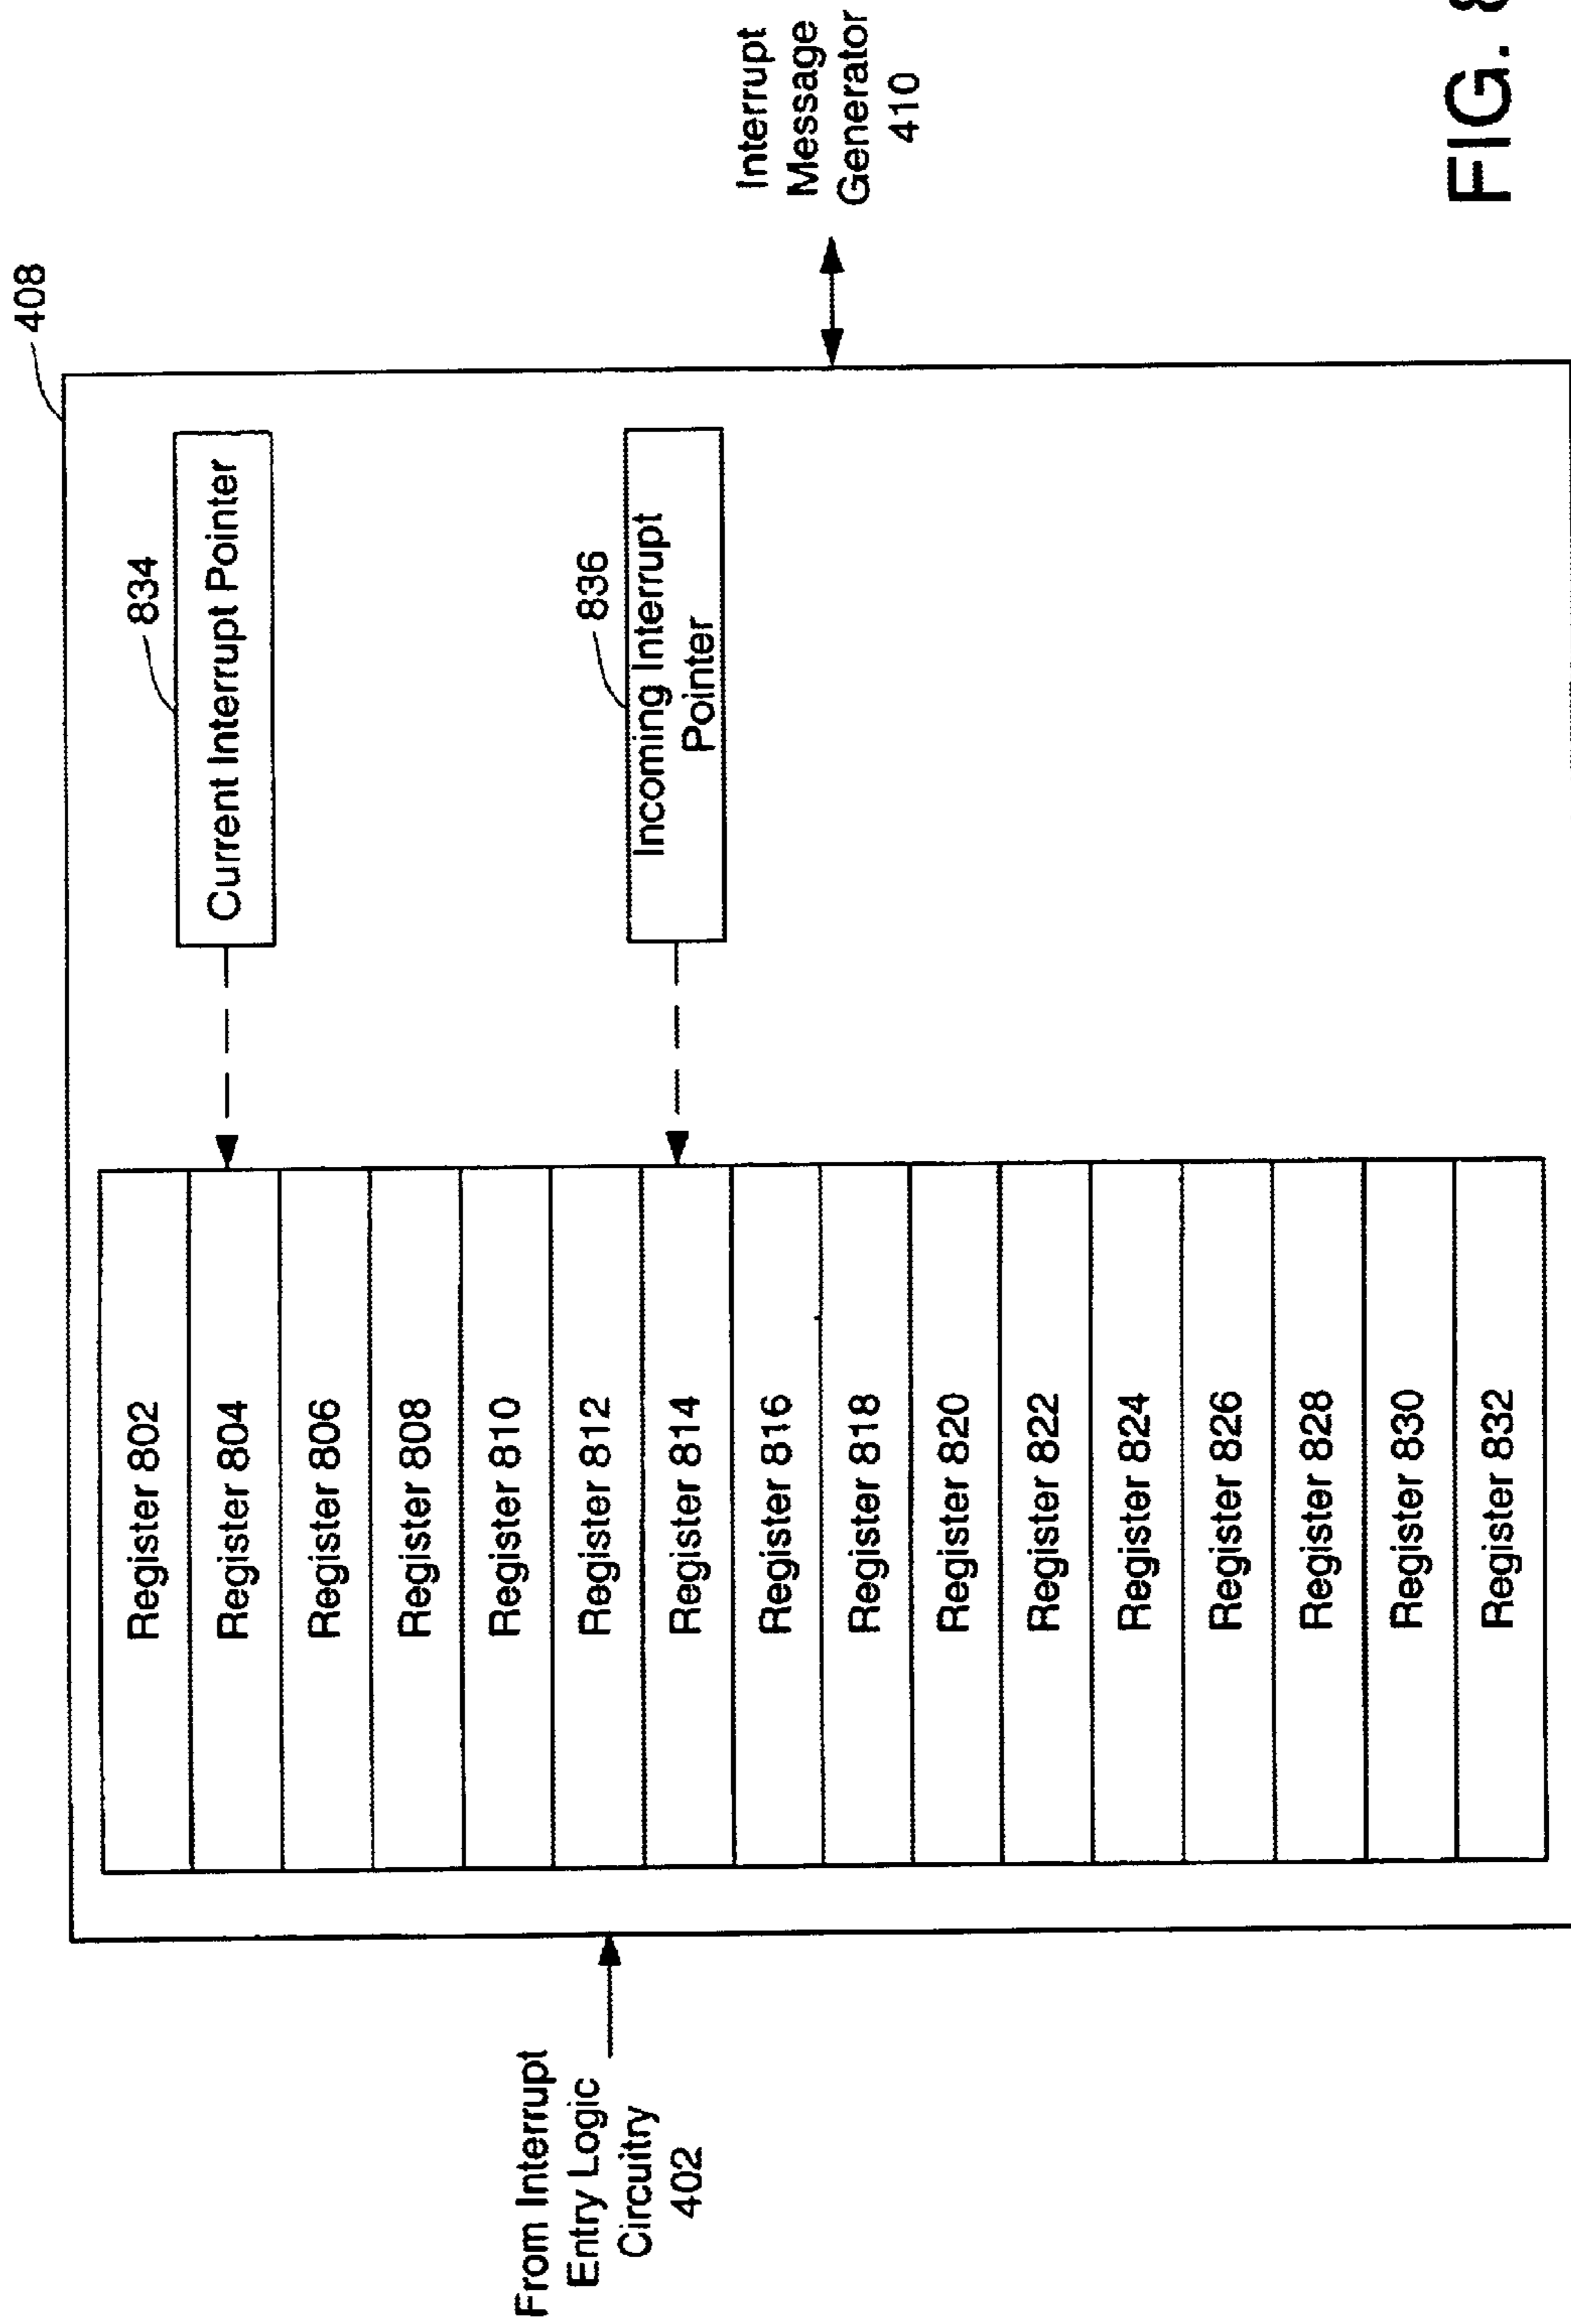 408
834
Current Interrupt Pointer
836
Incoming Interrupt
Pointer
Register 802
Register 804
Register 806
Register 808
Register 810
Register 812
Register 814
Register 816
Register 818
Register 820
Register 822
Register 824
Register 826
Register 828
Register 830
Register 832
From Interrupt
Entry Logic
Circuitry
402
Interrupt
Message
Generator
410
FIG. 8